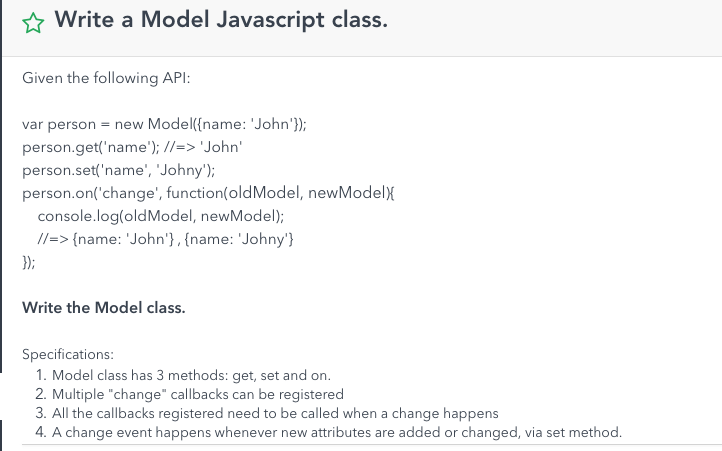 Write a Model Javascript class.
Given the following API:
var person = new Model({name: 'John'});
person.get('name'); //=> 'John'
person.set('name', 'Johny');
person.on('change', function(oldModel, newModel){
console.log(oldModel, newModel);
//=> {name: 'John'} , {name: 'Johny'}
});
Write the Model class.
Specifications:
1. Model class has 3 methods: get, set and on.
2. Multiple "change" callbacks can be registered
3. All the callbacks registered need to be called when a change happens
4. A change event happens whenever new attributes are added or changed, via set method.